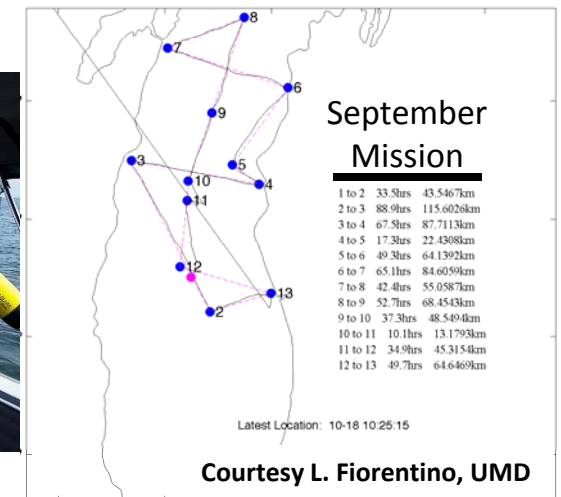 8
7
6
9
September
Mission
3
5
4
10
11
1 to 2 33.5hrs 43.5467km
2 to 3 88.9hrs 115.6026km
3 to 4 67.5hrs 87.7113km
4 to 5 17.3hrs 22.4308km
5 to 6 49.3hrs 64.1392km
6 to 7 65.1hrs 84.6059km
7 to 8 42.4hrs 55.0587km
8 to 9 52.7hrs 68.4543km
9 to 10 37.3hrs 48.5494km
10 to 11 10.1hrs 13.1793km
11 to 12 34.9hrs 45.3154km
12 to 13 49.7hrs 64.6469km
12
13
2
Latest Location: 10-18 10:25:15
Courtesy L. Fiorentino, UMD